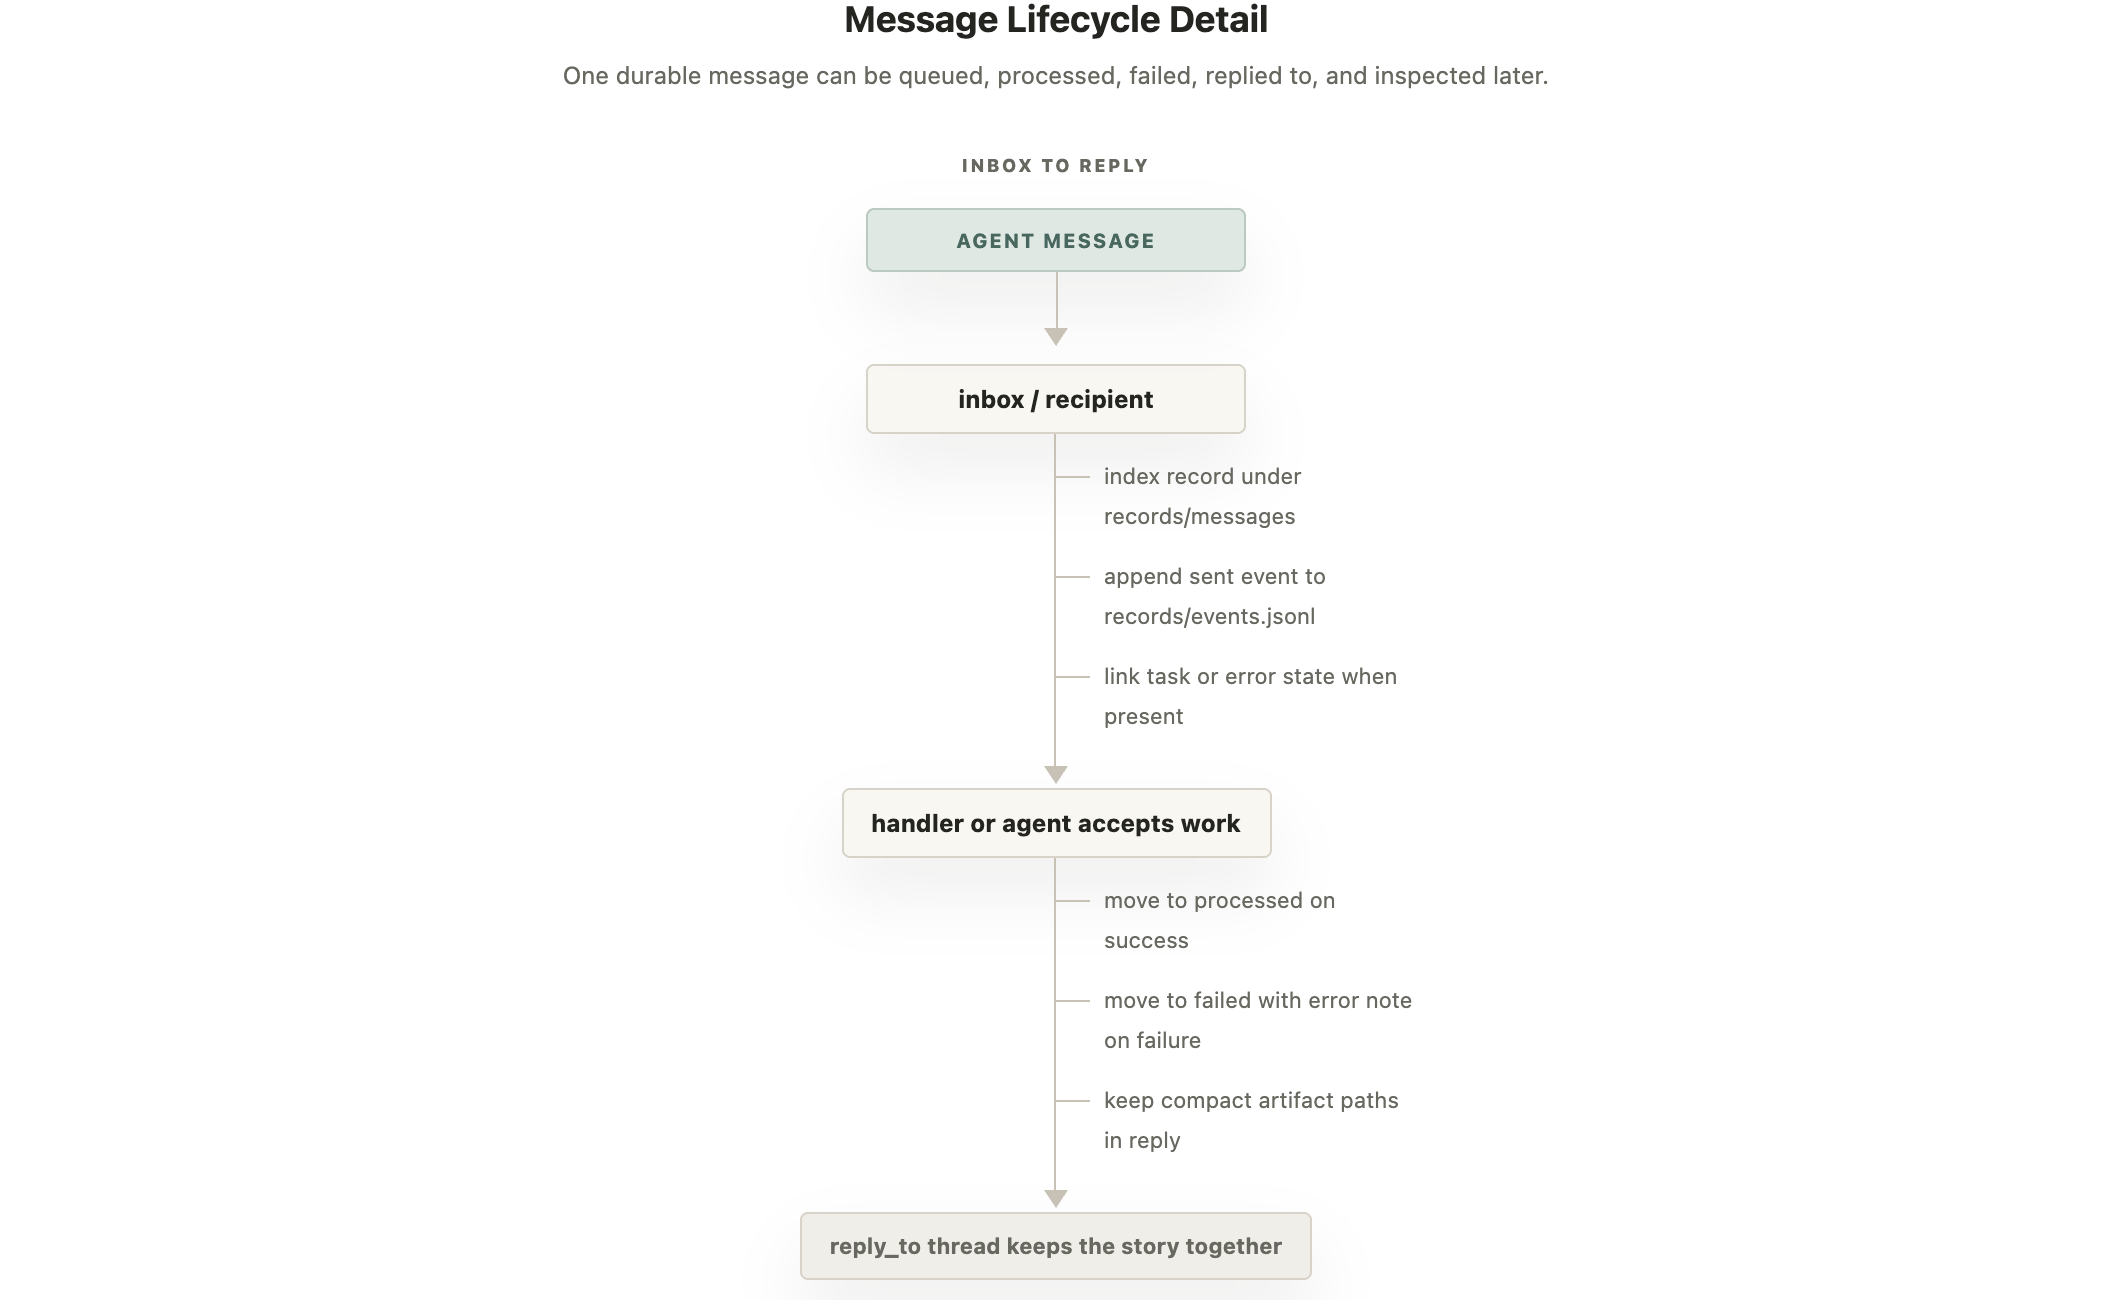 Message Lifecycle Detail
One durable message can be queued, processed, failed, replied to, and inspected later.
INBOX TO REPLY
AGENT MESSAGE
inbox / recipient
index record under
records/messages
append sent event to
records/events.jsonl
link task or error state when
present
handler or agent accepts work
move to processed on
success
move to failed with error note
on failure
keep compact artifact paths
in reply
reply_to thread keeps the story together